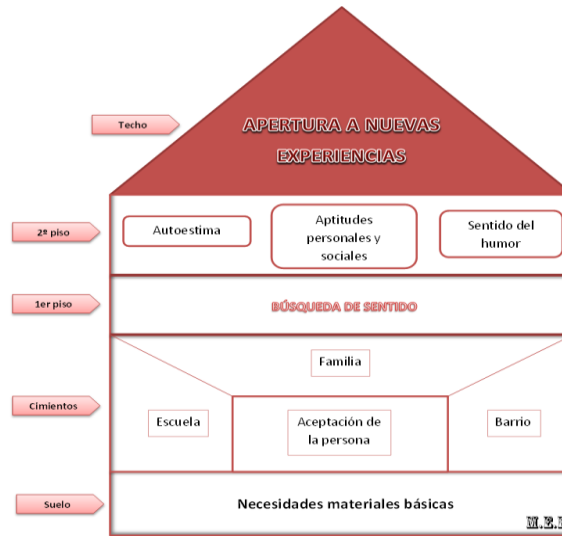 Techo
APERTURA A NUEVAS
EXPERIENCIAS
2º piso
Autoestima
Aptitudes
personales y
sociales
Sentido del
humor
1er piso
BÚSQUEDA DE SENTIDO
Familia
Cimientos
Escuela
Aceptación de
la persona
Barrio
Suelo
Necesidades materiales básicas